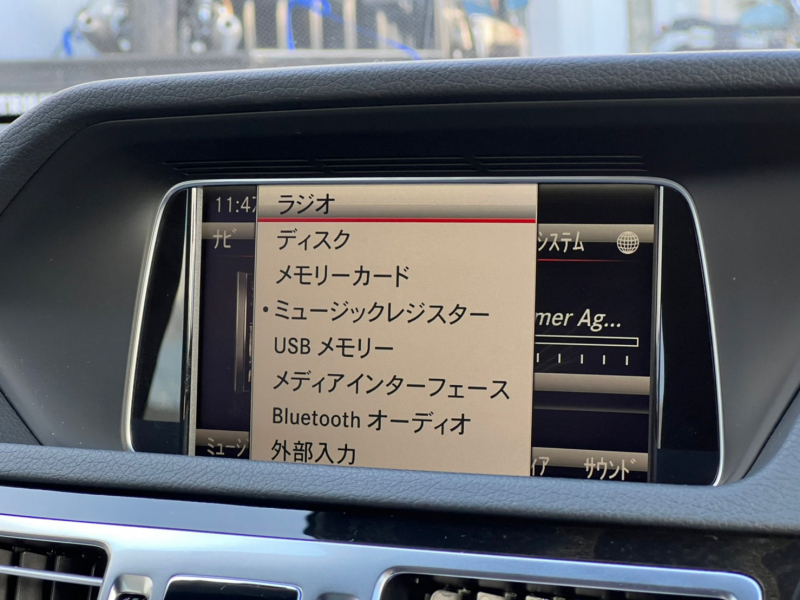 11:47
ラジオ
ナビ
ディスク
システム
メモリーカード
ミュージックレジスター
mer Ag...
USB メモリー
メディアインターフェース
Bluetooth オーディオ
ミュージ
外部入力
ィア
サウンド